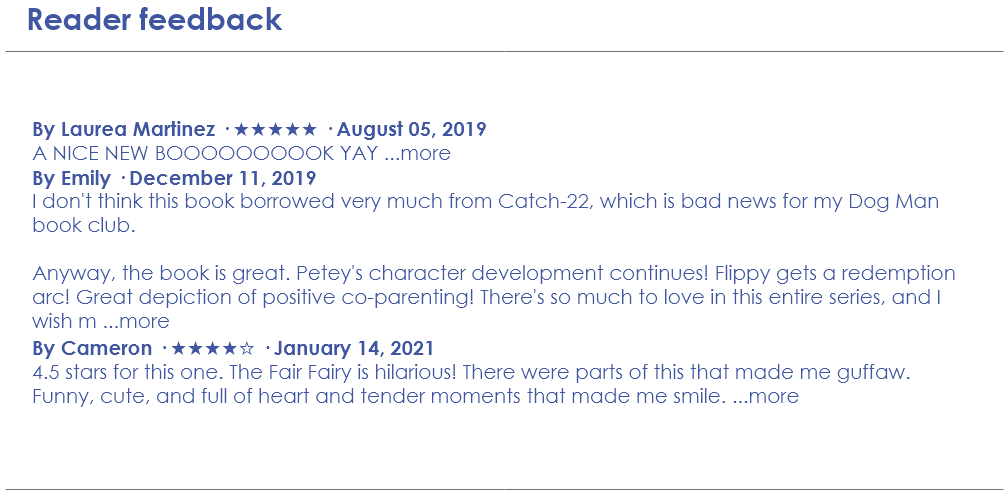 Reader feedback
By Laurea Martinez · ★★★★★ · August 05, 2019
A NICE NEW BOOOOOOOOOK YAY ...more
By Emily · December 11, 2019
I don't think this book borrowed very much from Catch-22, which is bad news for my Dog Man
book club.
Anyway, the book is great. Petey's character development continues! Flippy gets a redemption
arc! Great depiction of positive co-parenting! There's so much to love in this entire series, and I
wish m ...more
By Cameron · ★★★★☆ · January 14, 2021
4.5 stars for this one. The Fair Fairy is hilarious! There were parts of this that made me guffaw.
Funny, cute, and full of heart and tender moments that made me smile. ...more